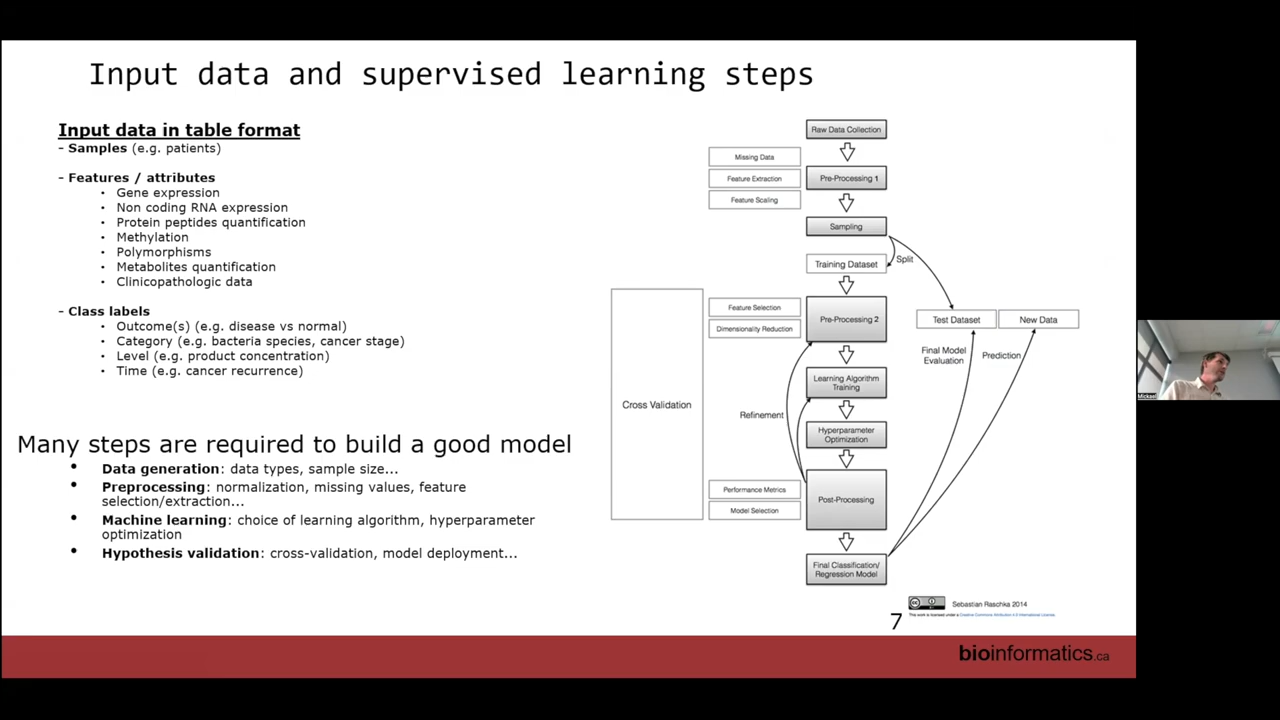 Input data and supervised learning steps
Input data in table format
- Samples (e.g. patients)
- Features / attributes
• Gene expression
• Non coding RNA expression
• Protein peptides quantification
• Methylation
• Polymorphisms
• Metabolites quantification
• Clinicopathologic data
- Class labels
• Outcome(s) (e.g. disease vs normal)
• Category (e.g. bacteria species, cancer stage)
• Level (e.g. product concentration)
• Time (e.g. cancer recurrence)
Many steps are required to build a good model
• Data generation: data types, sample size...
• Preprocessing: normalization, missing values, feature
selection/extraction...
• Machine learning: choice of learning algorithm, hyperparameter
optimization
• Hypothesis validation: cross-validation, model deployment...
Raw Data Collection
Missing Data
Feature Extraction
Feature Scaling
Pre-Processing 1
Sampling
Split
Training Dataset
Feature Selection
Dimensionality Reduction
Pre-Processing 2
Test Dataset
New Data
Final Model
Evaluation
Prediction
Learning Algorithm
Training
Cross Validation
Refinement
Hyperparameter
Optimization
Performance Metrics
Model Selection
Post-Processing
Final Classification/
Regression Model
Sebastian Raschka 2014
This work is licensed under a Creative Commons Attribution 4.0 International License.
7
bioinformatics.ca
Mickael